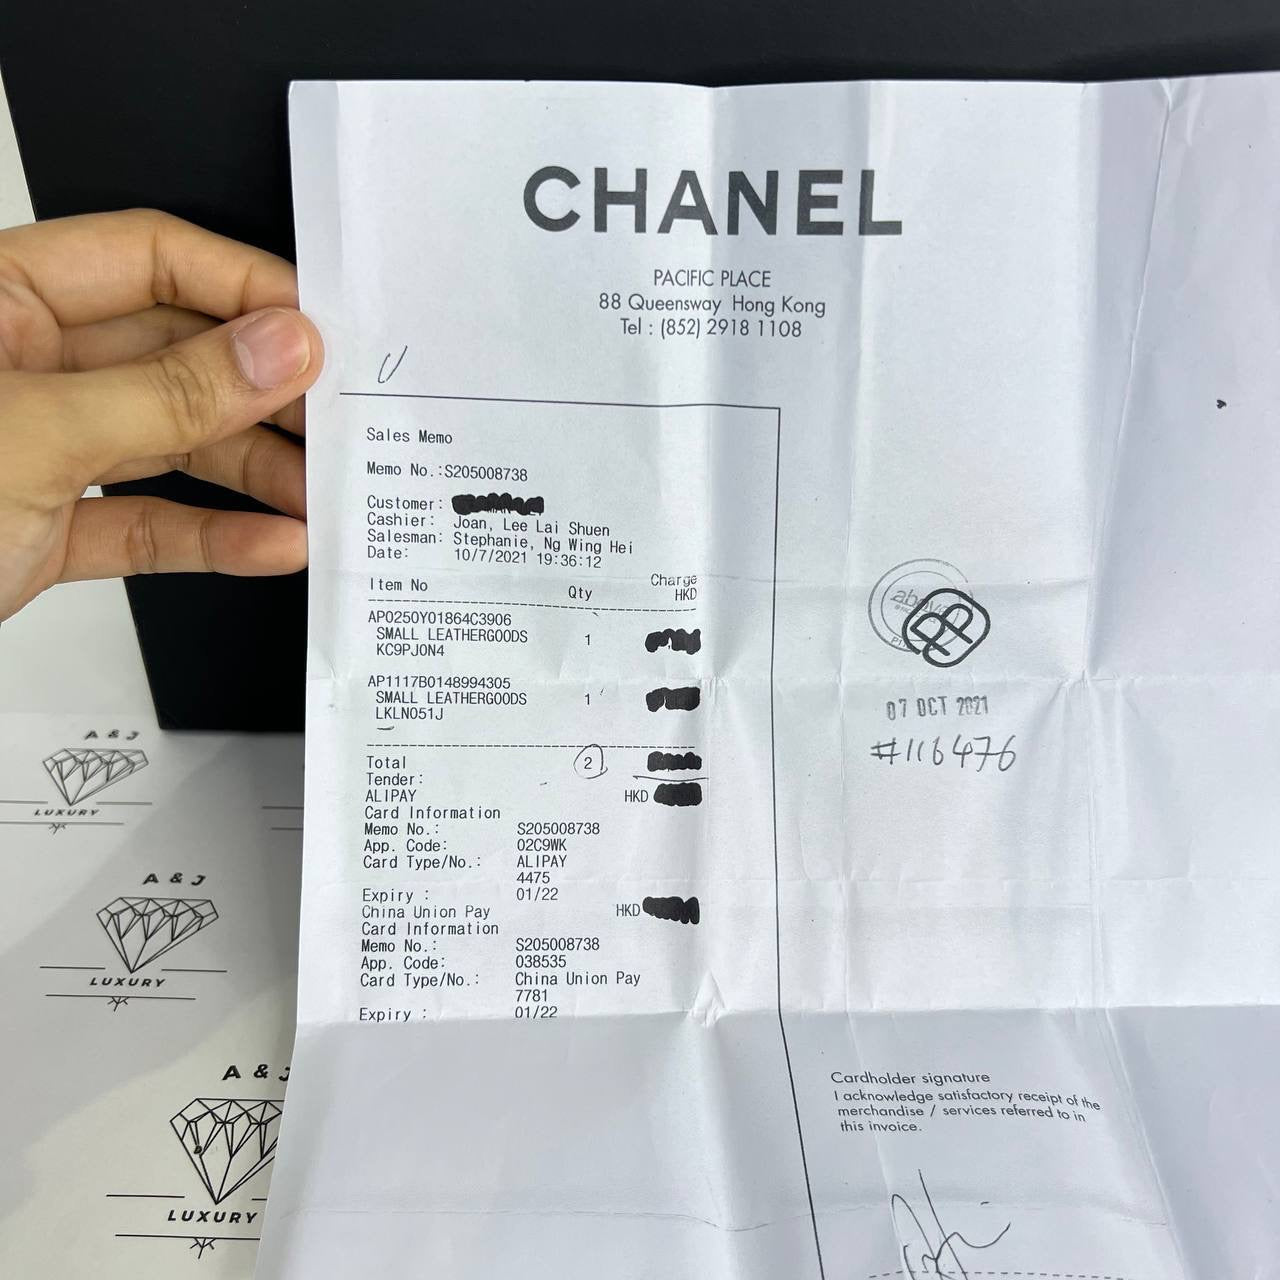 CHANEL
PACIFIC PLACE
88 Queensway Hong Kong
Tel : (852) 2918 1108
Sales Memo
Memo No.:S205008738
Customer:
Cashier: Joan, Lee Lai Shuen
Salesman: Stephanie, Ng Wing Hei
Date: 10/7/2021 19:36:12
Item No Qty Charge
HKD
AP0250Y01864C3906
SMALL LEATHERGOODS 1
KC9PJ0N4
AP1117B0148994305
SMALL LEATHERGOODS 1
LKLN051J
Total 2
Tender:
ALIPAY HKD
Card Information
Memo No.: S205008738
App. Code: 02C9WK
Card Type/No.: ALIPAY
4475
Expiry : 01/22
China Union Pay HKD
Card Information
Memo No.: S205008738
App. Code: 038535
Card Type/No.: China Union Pay
7781
Expiry : 01/22
above
PP
07 OCT 2021
#116476
Cardholder signature
I acknowledge satisfactory receipt of the
merchandise / services referred to in
this invoice.
A & J
LUXURY
A & J
LUXURY
A & J
LUXURY